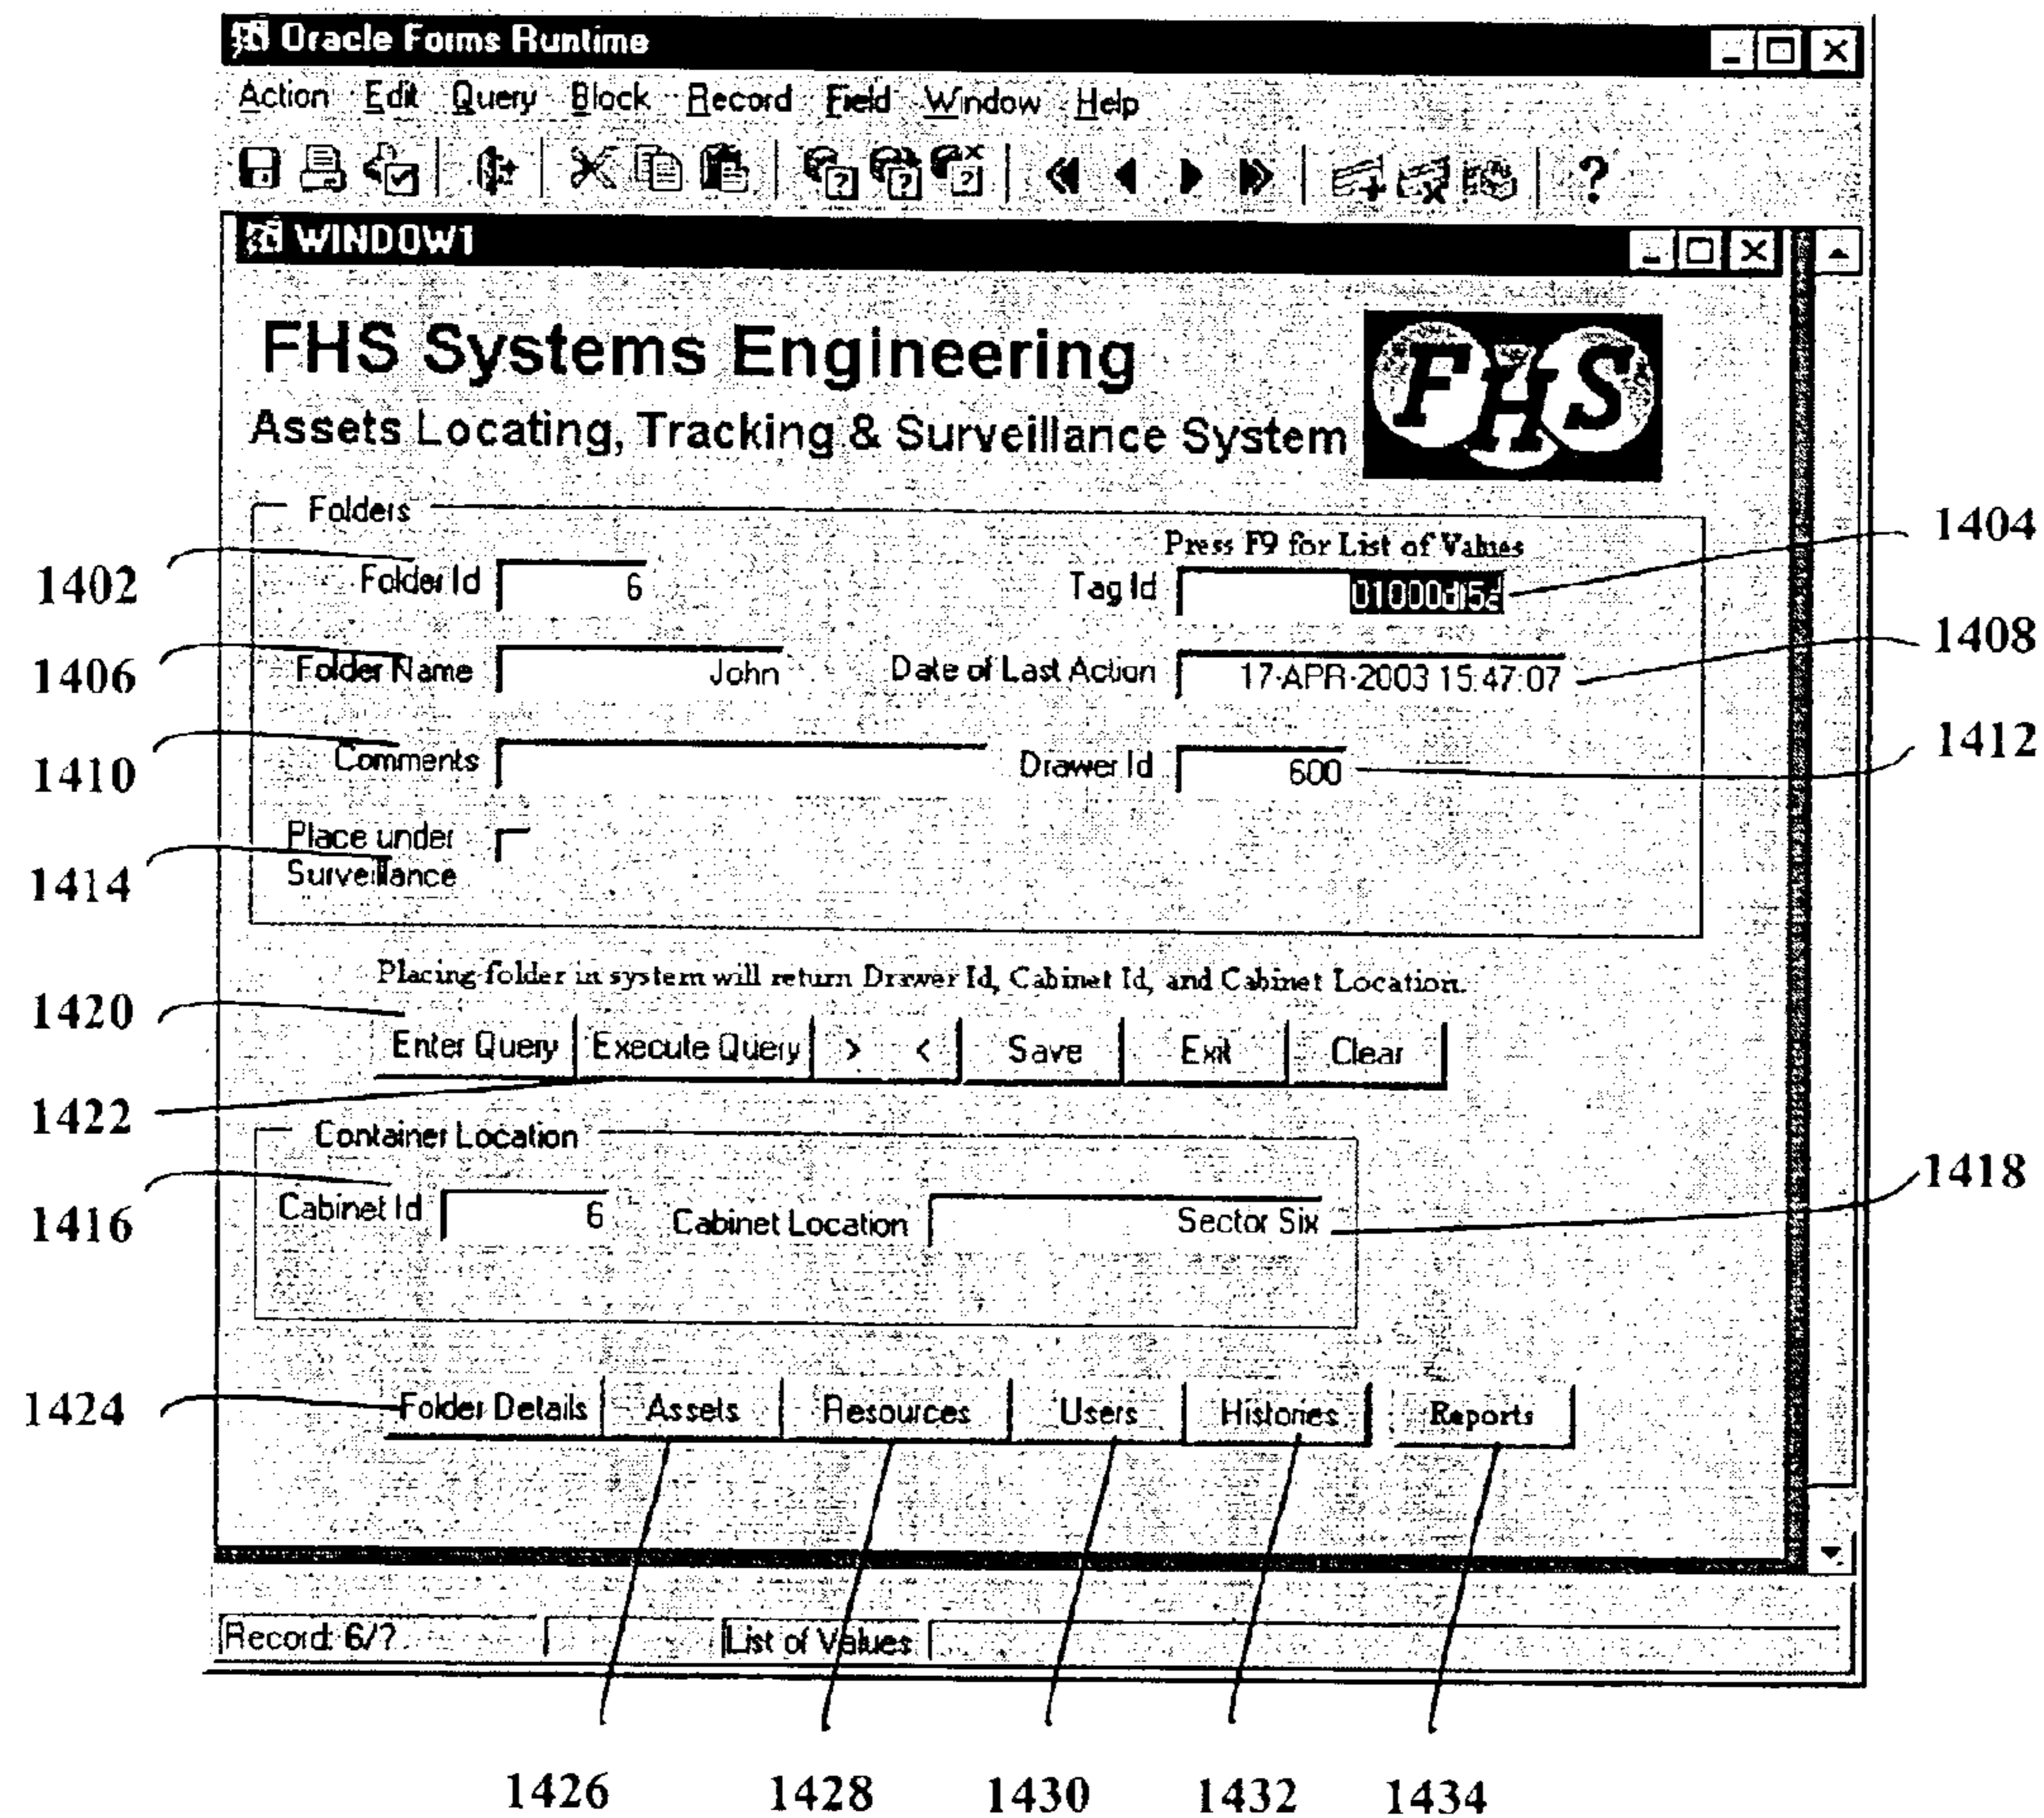 Oracle Forms Runtime
Action Edit Query Block Record Field Window Help
WINDOW1
FHS Systems Engineering
Assets Locating, Tracking & Surveillance System
FHS
Folders
Press F9 for List of Values
1404
1402
Folder Id 6
Tag Id
1408
1406
Folder Name John
Date of Last Action 17-APR-2003 15:47:07
1412
1410
Comments
Drawer Id 600
Place under
Surveillance
1414
Placing folder in system will return Drawer Id, Cabinet Id, and Cabinet Location.
1420
Enter Query Execute Query > < Save Exit Clear
1422
Container Location
1418
1416
Cabinet Id 6
Cabinet Location Sector Six
1424
Folder Details Assets Resources Users Histories Reports
Record: 6/?
List of Values
1426 1428 1430 1432 1434